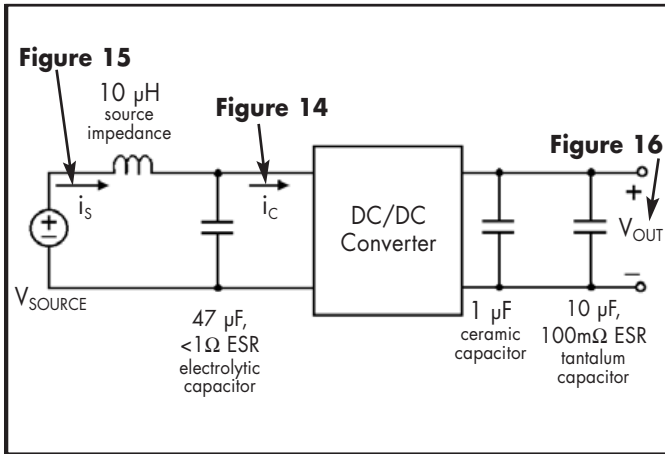 Figure 15
10 µH
source
impedance
Figure 14
Figure 16
iS
iC
DC/DC
Converter
+
VOUT
–
+
–
VSOURCE
47 µF,
<1Ω ESR
electrolytic
capacitor
1 µF
ceramic
capacitor
10 µF,
100mΩ ESR
tantalum
capacitor